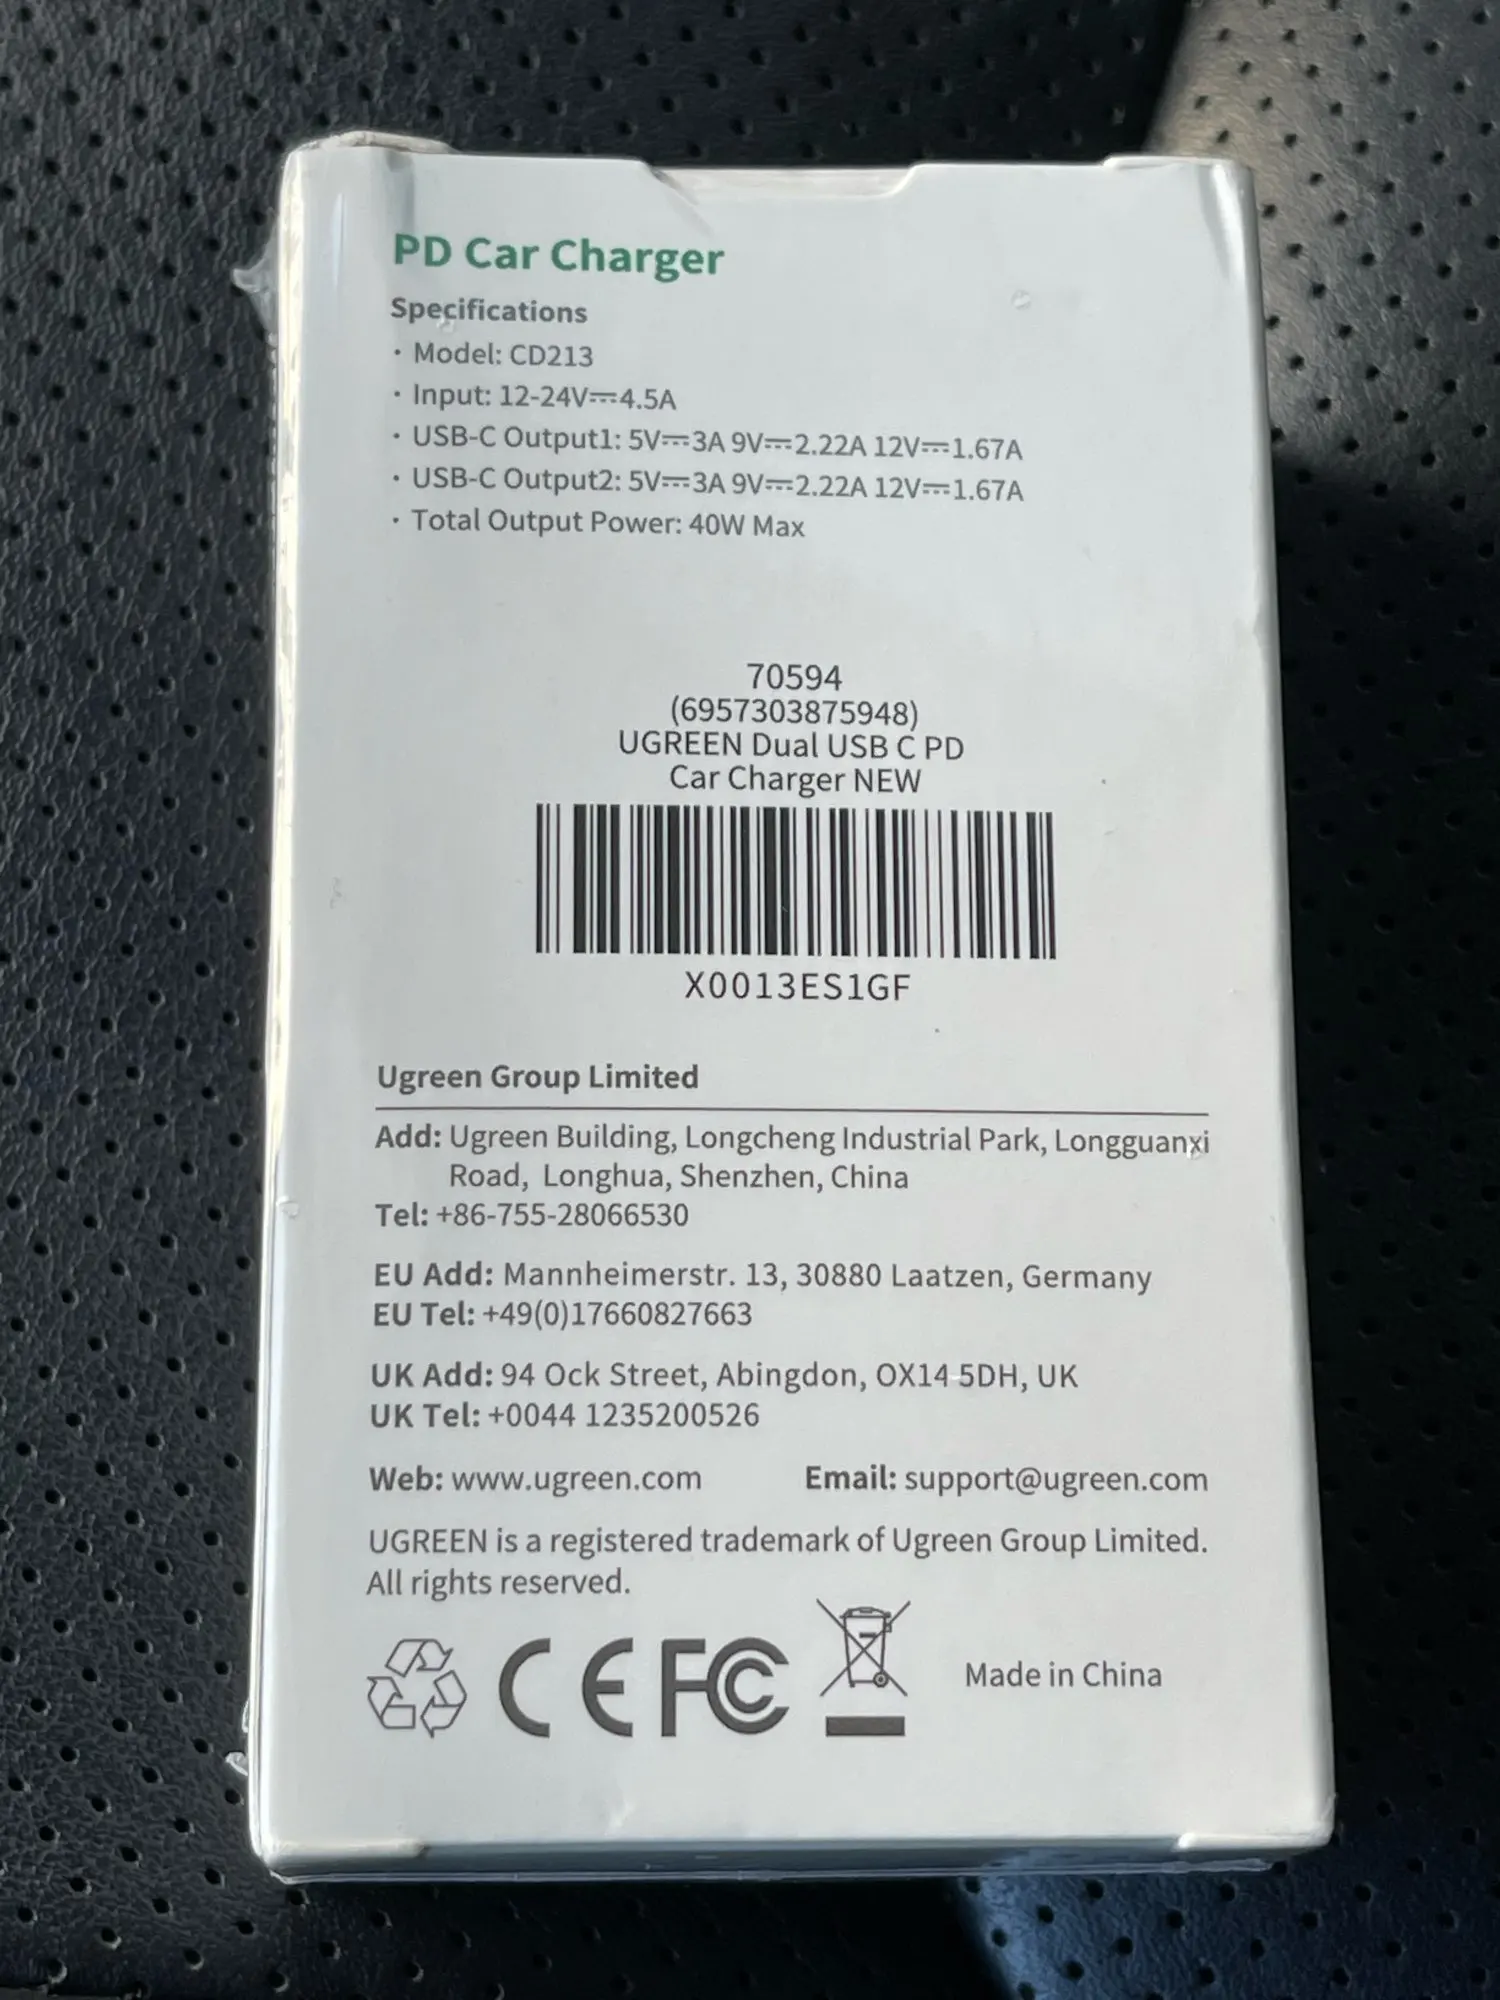 PD Car Charger
Specifications
· Model: CD213
· Input: 12-24V⎓4.5A
· USB-C Output1: 5V⎓3A 9V⎓2.22A 12V⎓1.67A
· USB-C Output2: 5V⎓3A 9V⎓2.22A 12V⎓1.67A
· Total Output Power: 40W Max
70594
(6957303875948)
UGREEN Dual USB C PD
Car Charger NEW
X0013ES1GF
Ugreen Group Limited
Add: Ugreen Building, Longcheng Industrial Park, Longguanxi
Road, Longhua, Shenzhen, China
Tel: +86-755-28066530
EU Add: Mannheimerstr. 13, 30880 Laatzen, Germany
EU Tel: +49(0)17660827663
UK Add: 94 Ock Street, Abingdon, OX14 5DH, UK
UK Tel: +0044 1235200526
Web: www.ugreen.com Email: support@ugreen.com
UGREEN is a registered trademark of Ugreen Group Limited.
All rights reserved.
CE FC Made in China